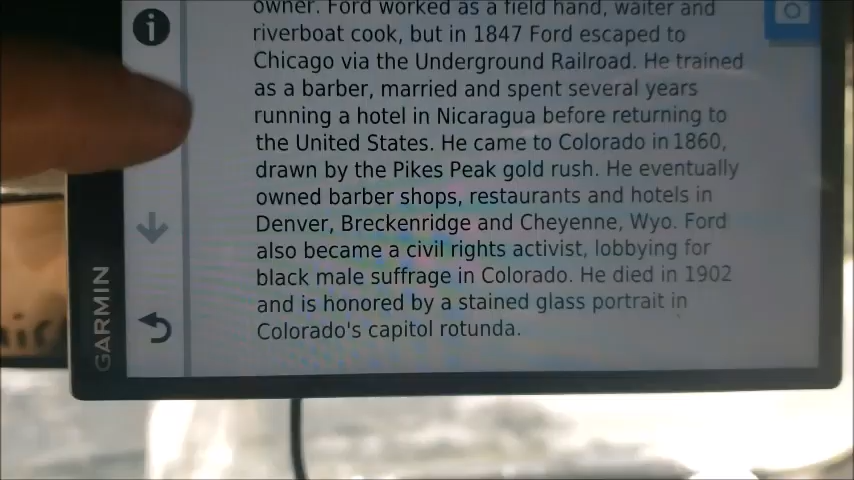 owner. Ford worked as a field hand, waiter and
riverboat cook, but in 1847 Ford escaped to
Chicago via the Underground Railroad. He trained
as a barber, married and spent several years
running a hotel in Nicaragua before returning to
the United States. He came to Colorado in 1860,
drawn by the Pikes Peak gold rush. He eventually
owned barber shops, restaurants and hotels in
Denver, Breckenridge and Cheyenne, Wyo. Ford
also became a civil rights activist, lobbying for
black male suffrage in Colorado. He died in 1902
and is honored by a stained glass portrait in
Colorado's capitol rotunda.
GARMIN